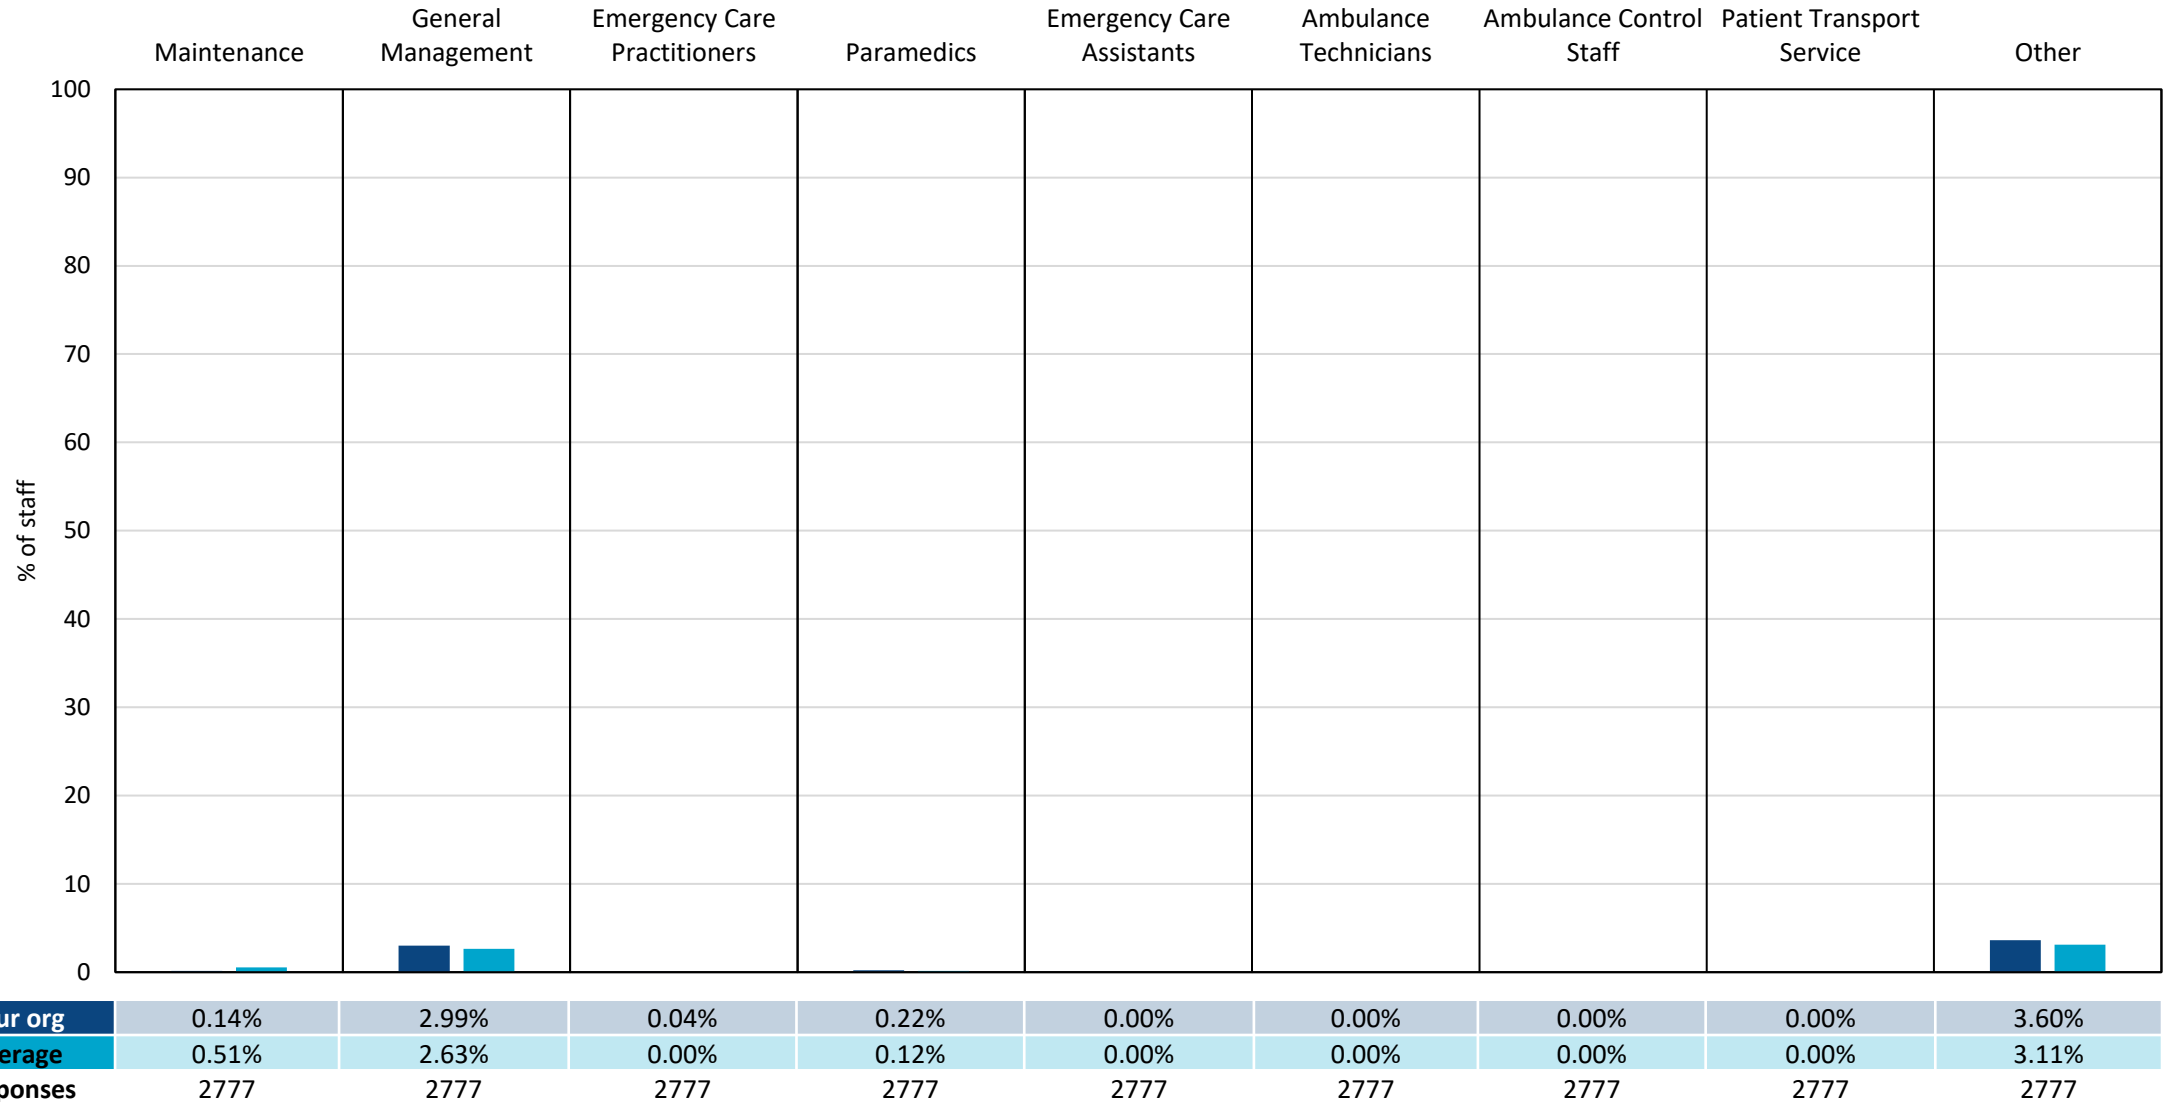 Maintenance
General
Management
Emergency Care
Practitioners
Paramedics
Emergency Care
Assistants
Ambulance
Technicians
Ambulance Control
Staff
Patient Transport
Service
Other
% of staff
100
90
80
70
60
50
40
30
20
10
0
ur org 0.14% 2.99% 0.04% 0.22% 0.00% 0.00% 0.00% 0.00% 3.60%
erage 0.51% 2.63% 0.00% 0.12% 0.00% 0.00% 0.00% 0.00% 3.11%
ponses 2777 2777 2777 2777 2777 2777 2777 2777 2777